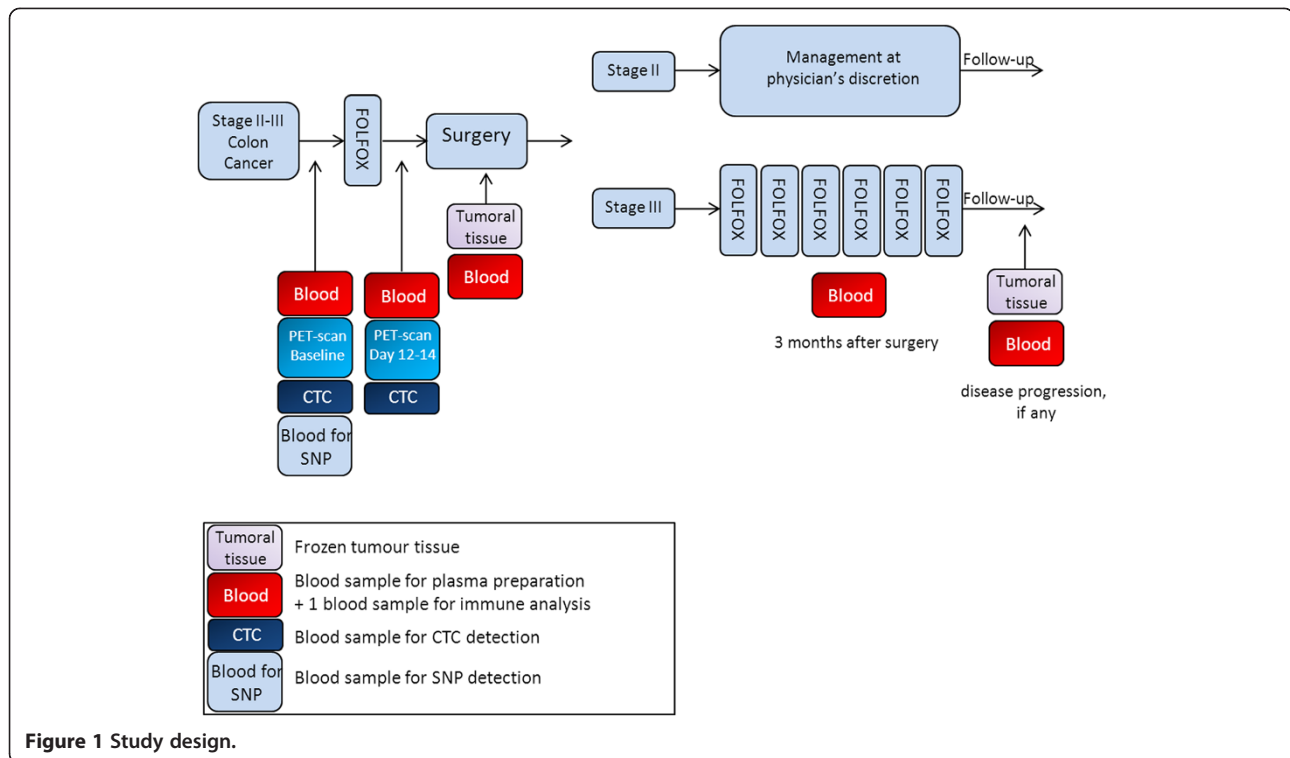 Stage II-III
Colon
Cancer
FOLFOX
Surgery
Tumoral
tissue
Blood
Blood
PET-scan
Baseline
CTC
Blood for
SNP
Blood
PET-scan
Day 12-14
CTC
Stage II
Management at
physician's discretion
Follow-up
Stage III
FOLFOX
FOLFOX
FOLFOX
FOLFOX
FOLFOX
FOLFOX
Follow-up
Blood
3 months after surgery
Tumoral
tissue
Blood
disease progression,
if any
Tumoral
tissue
Frozen tumour tissue
Blood
Blood sample for plasma preparation
+ 1 blood sample for immune analysis
CTC
Blood sample for CTC detection
Blood for
SNP
Blood sample for SNP detection
Figure 1 Study design.